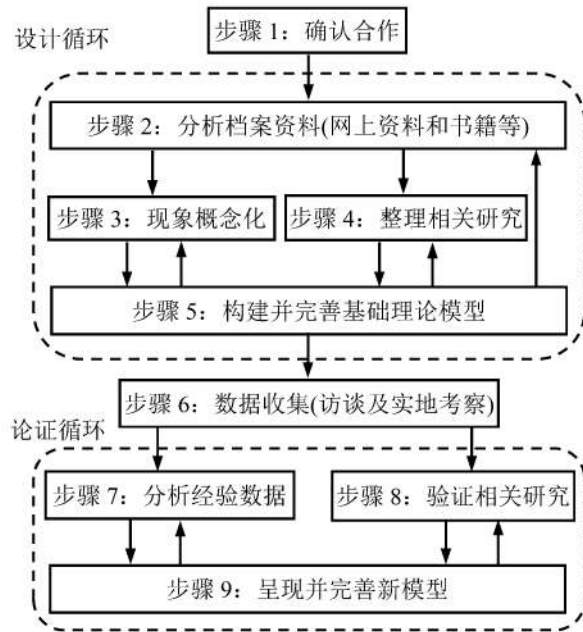 步骤 1：确认合作
设计循环
步骤 2：分析档案资料(网上资料和书籍等)
步骤 3：现象概念化
步骤 4：整理相关研究
步骤 5：构建并完善基础理论模型
步骤 6：数据收集(访谈及实地考察)
论证循环
步骤 7：分析经验数据
步骤 8：验证相关研究
步骤 9：呈现并完善新模型